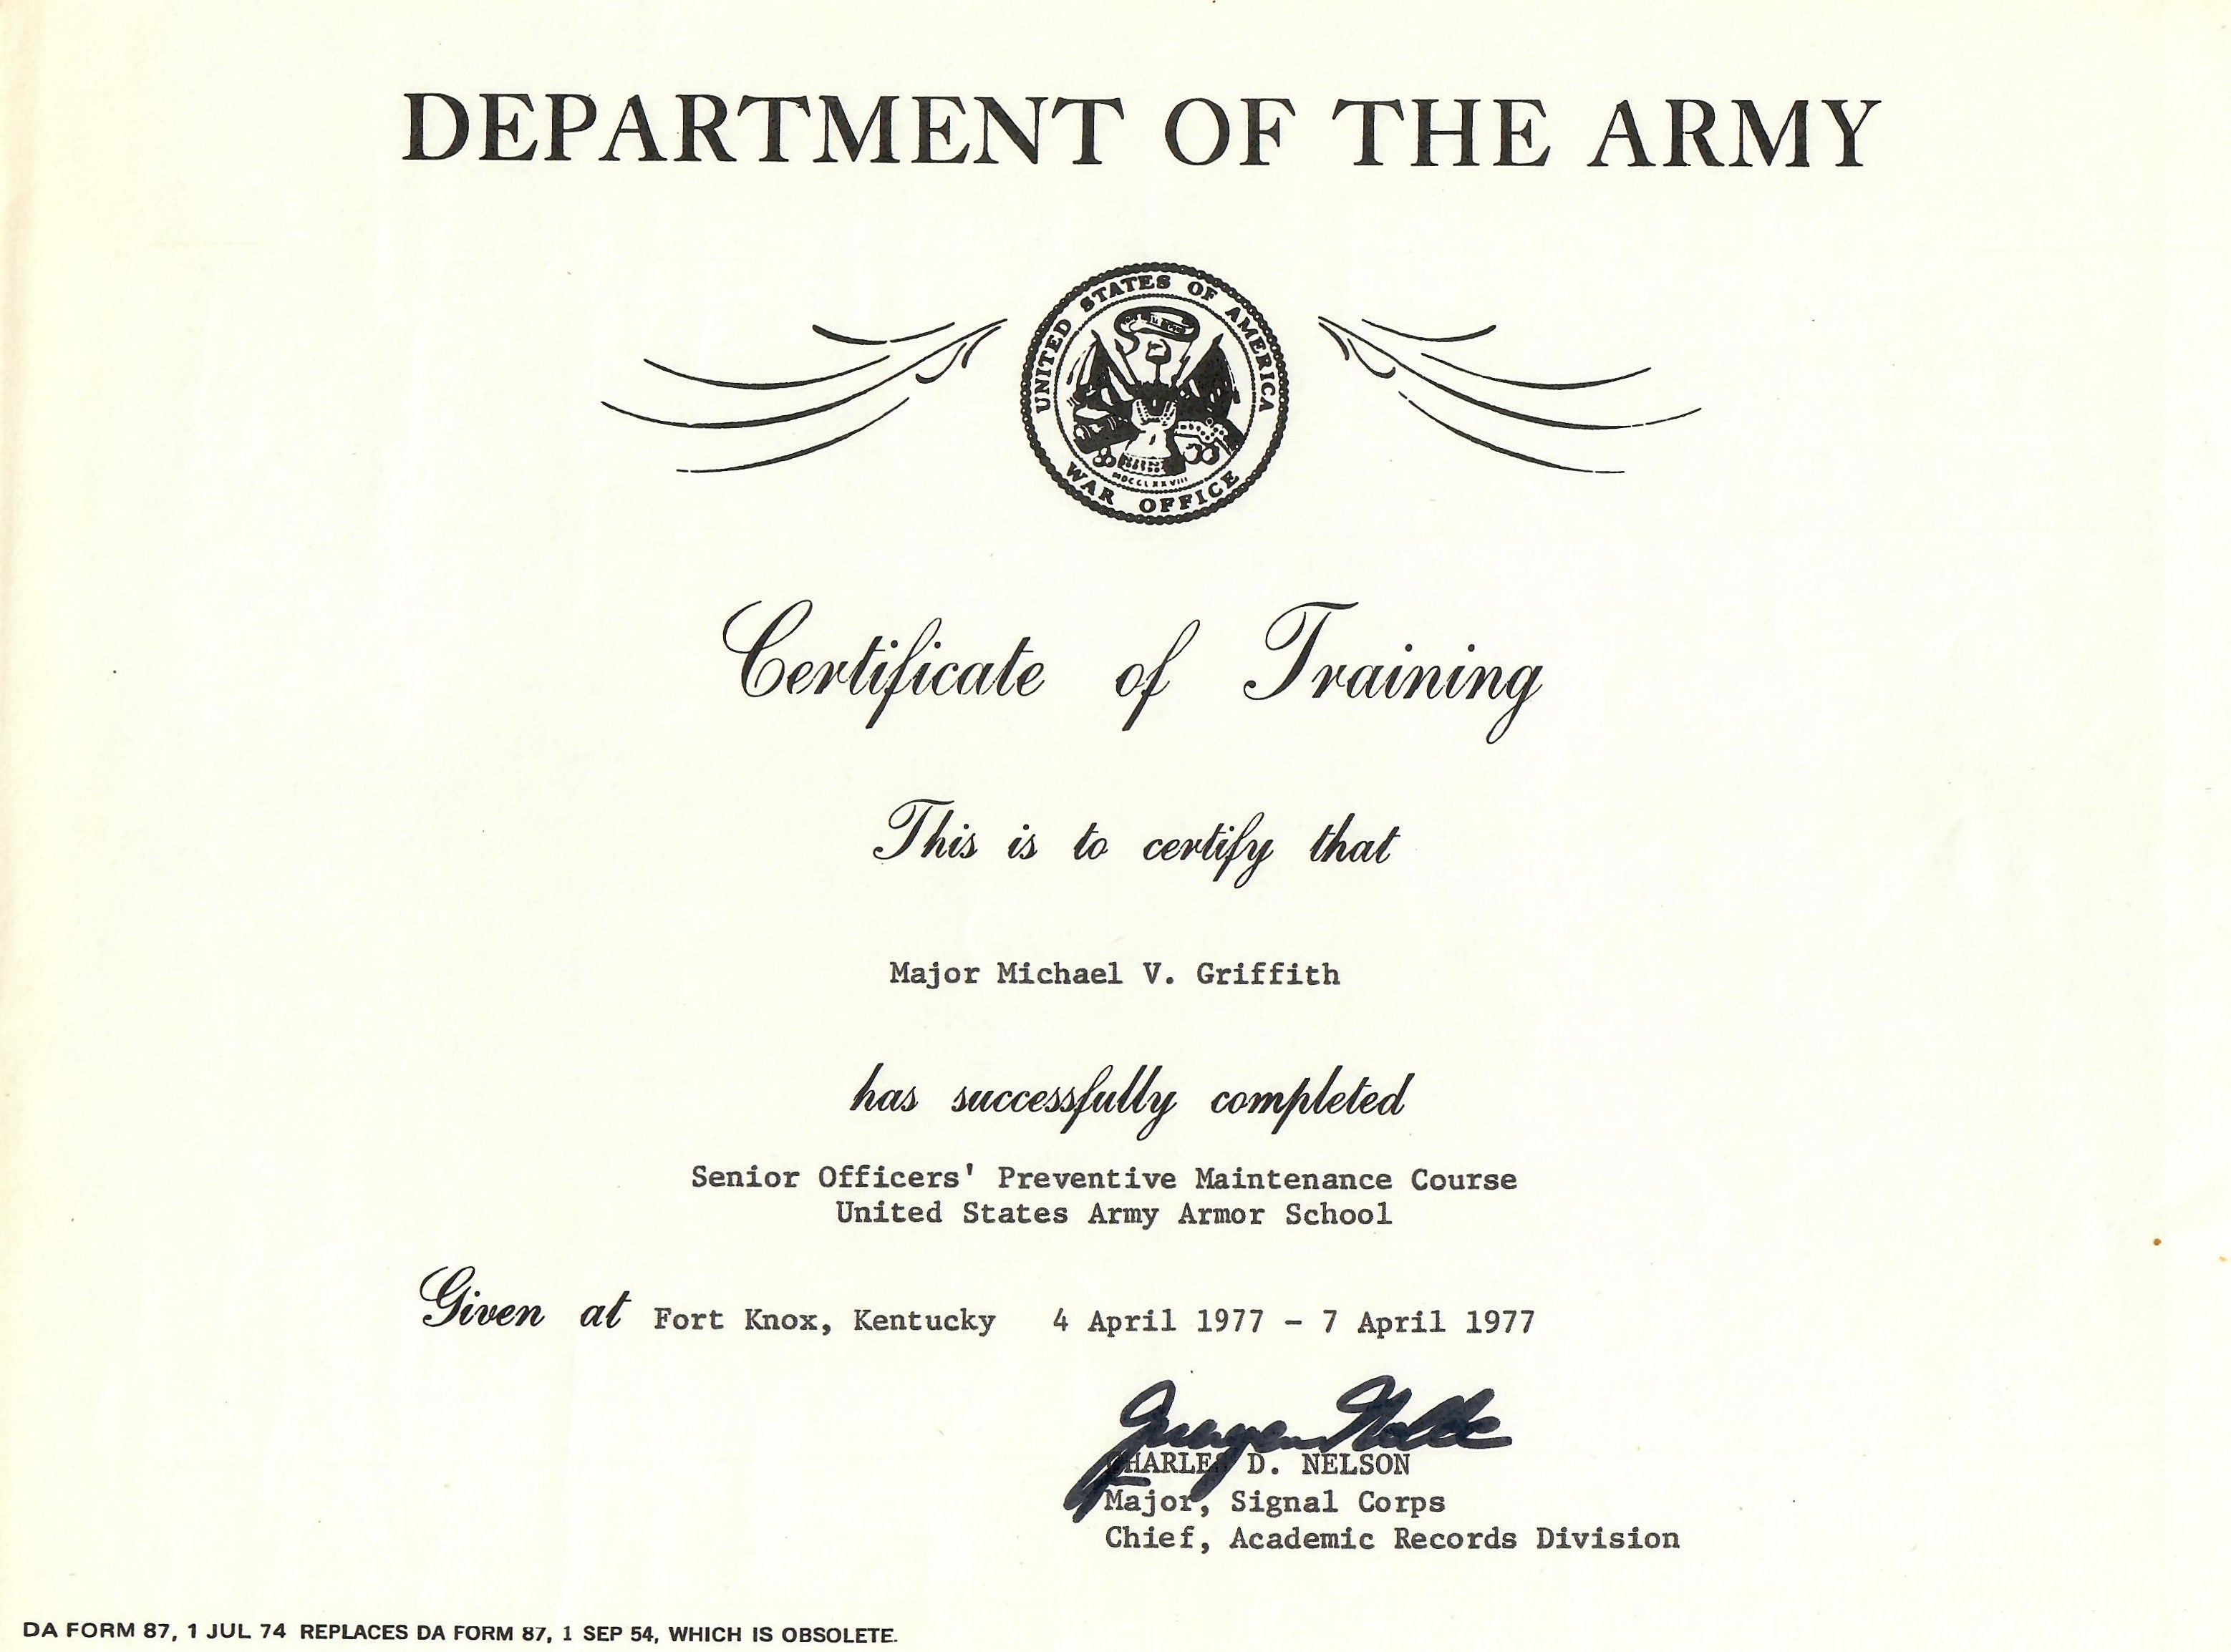 DEPARTMENT OF THE ARMY
UNITED STATES OF AMERICA
MDCCLXXVIII
WAR OFFICE
Certificate of Training
This is to certify that
Major Michael V. Griffith
has successfully completed
Senior Officers' Preventive Maintenance Course
United States Army Armor School
Given at Fort Knox, Kentucky 4 April 1977 - 7 April 1977
CHARLES D. NELSON
Major, Signal Corps
Chief, Academic Records Division
DA FORM 87, 1 JUL 74 REPLACES DA FORM 87, 1 SEP 54, WHICH IS OBSOLETE.